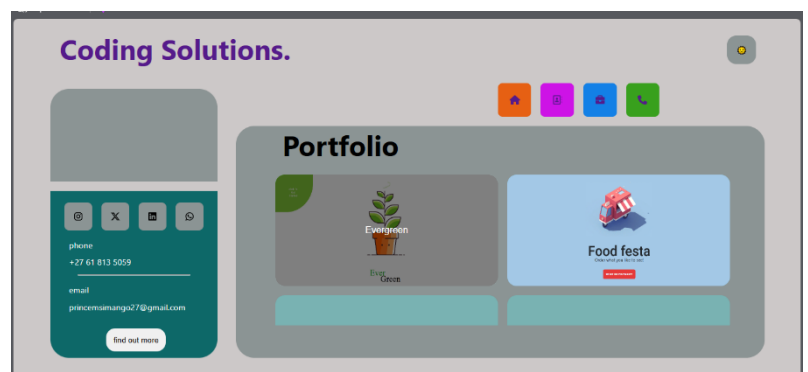 Coding Solutions.
Portfolio
Evergreen
Ever
Green
Food festa
phone
+27 61 813 5059
email
princemsimango27@gmail.com
find out more